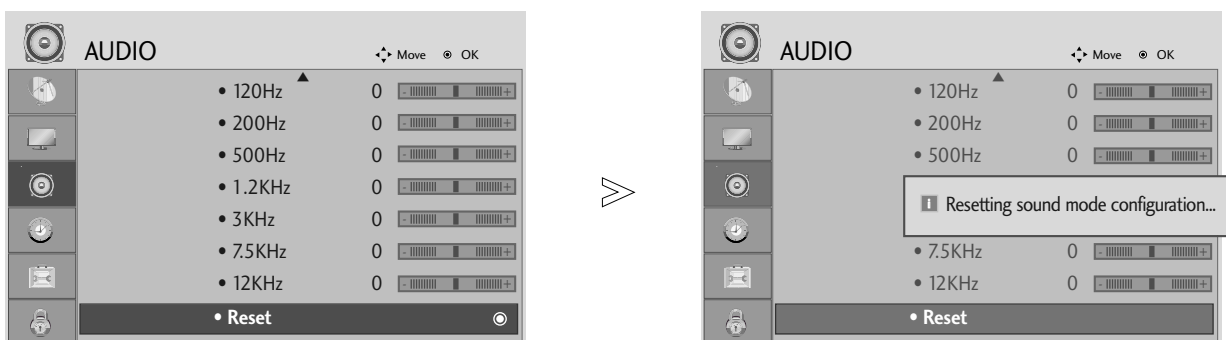 AUDIO
Move OK
• 120Hz 0 - +
• 200Hz 0 - +
• 500Hz 0 - +
• 1.2KHz 0 - +
• 3KHz 0 - +
• 7.5KHz 0 - +
• 12KHz 0 - +
• Reset
AUDIO
Move OK
• 120Hz 0 - +
• 200Hz 0 - +
• 500Hz 0 - +
i Resetting sound mode configuration...
• 7.5KHz 0 - +
• 12KHz 0 - +
• Reset